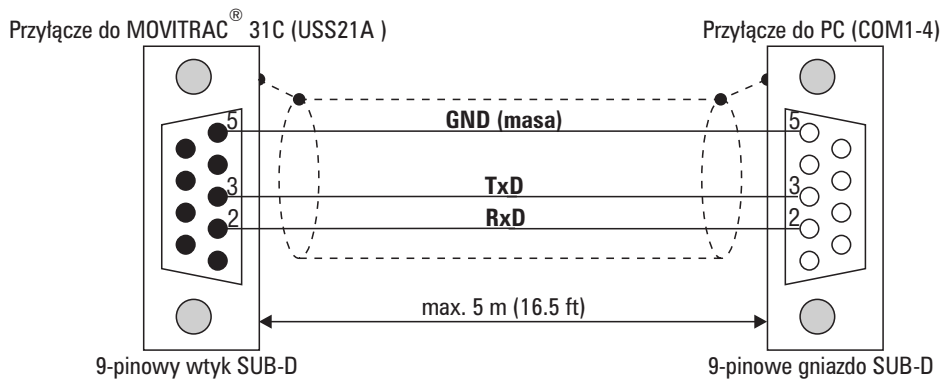 Przyłącze do MOVITRAC® 31C (USS21A )
Przyłącze do PC (COM1-4)
5 GND (masa) 5
3 TxD 3
2 RxD 2
max. 5 m (16.5 ft)
9-pinowy wtyk SUB-D
9-pinowe gniazdo SUB-D